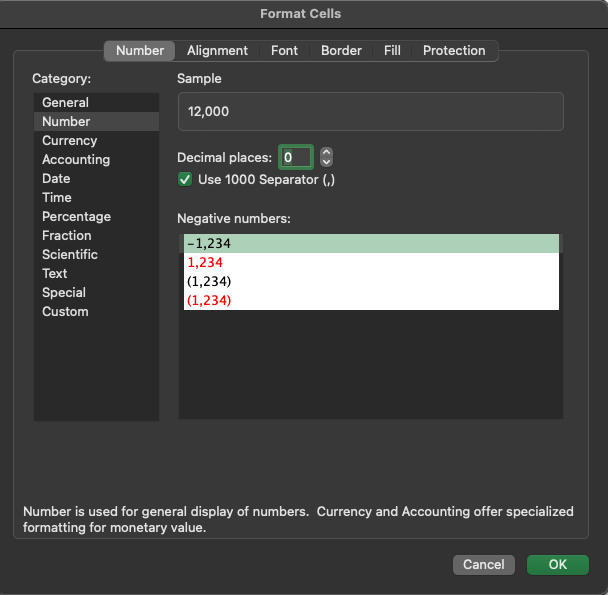 Format Cells
Number Alignment Font Border Fill Protection
Category:
General
Number
Currency
Accounting
Date
Time
Percentage
Fraction
Scientific
Text
Special
Custom
Sample
12,000
Decimal places: 0
Use 1000 Separator (,)
Negative numbers:
-1,234
1,234
(1,234)
(1,234)
Number is used for general display of numbers.  Currency and Accounting offer specialized
formatting for monetary value.
Cancel OK